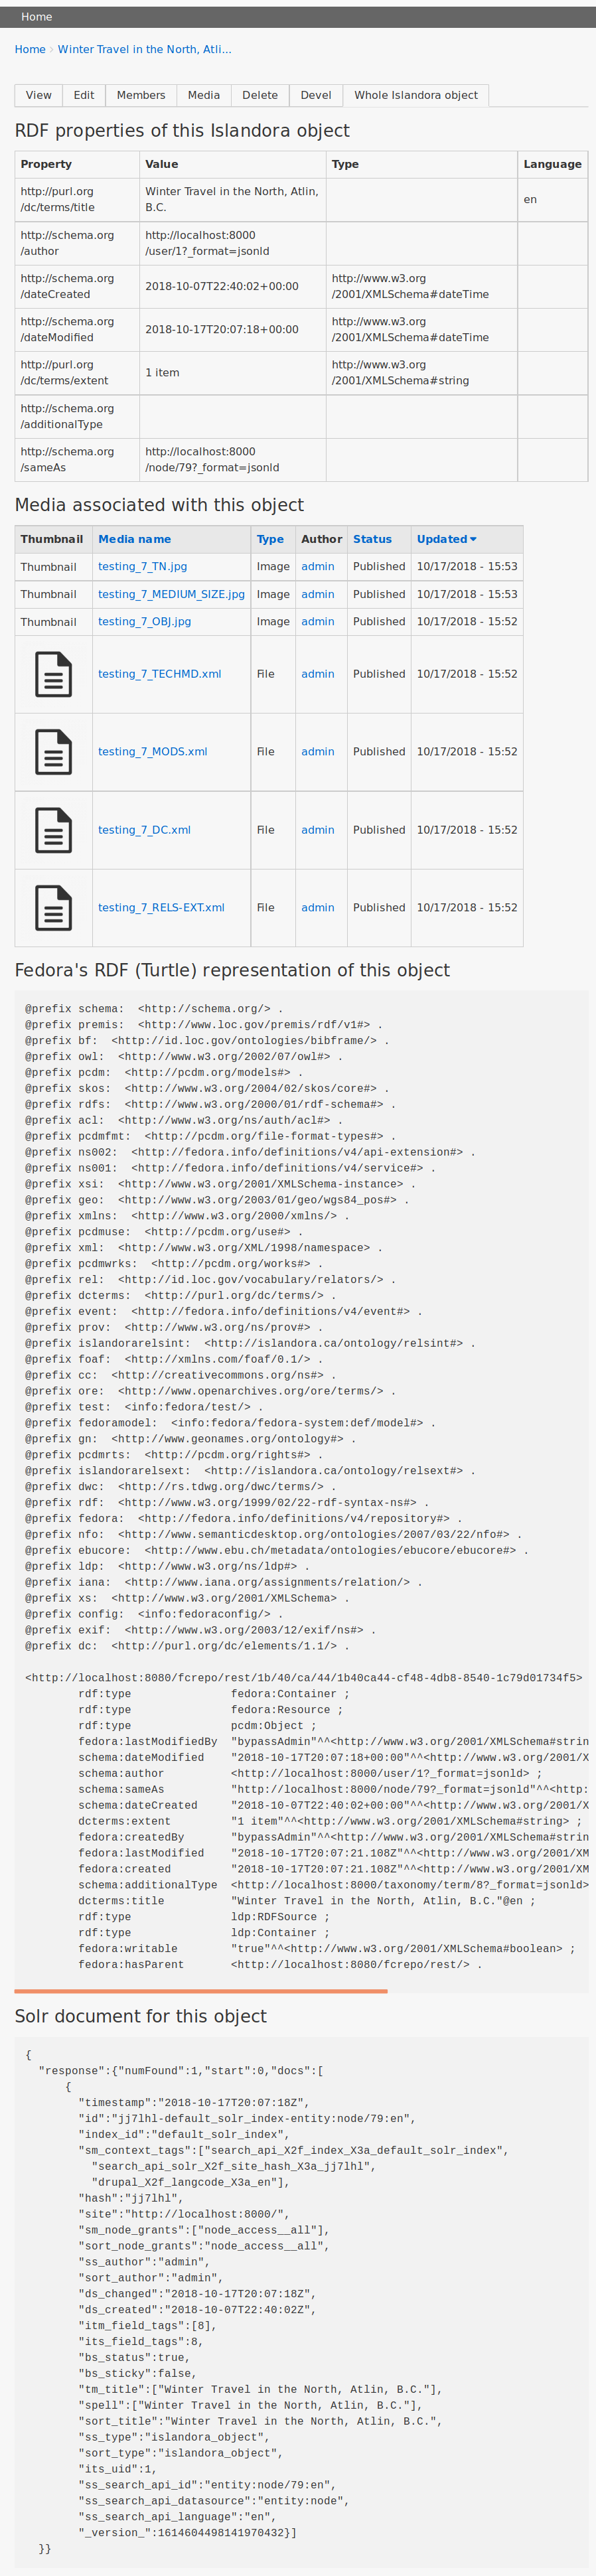 Home
Home › Winter Travel in the North, Atli...
View Edit Members Media Delete Devel Whole Islandora object
RDF properties of this Islandora object
Property Value Type Language
http://purl.org
/dc/terms/title
Winter Travel in the North, Atlin,
B.C.
en
http://schema.org
/author
http://localhost:8000
/user/1?_format=jsonld
http://schema.org
/dateCreated
2018-10-07T22:40:02+00:00
http://www.w3.org
/2001/XMLSchema#dateTime
http://schema.org
/dateModified
2018-10-17T20:07:18+00:00
http://www.w3.org
/2001/XMLSchema#dateTime
http://purl.org
/dc/terms/extent
1 item
http://www.w3.org
/2001/XMLSchema#string
http://schema.org
/additionalType
http://schema.org
/sameAs
http://localhost:8000
/node/79?_format=jsonld
Media associated with this object
Thumbnail Media name Type Author Status Updated
Thumbnail testing_7_TN.jpg Image admin Published 10/17/2018 - 15:53
Thumbnail testing_7_MEDIUM_SIZE.jpg Image admin Published 10/17/2018 - 15:53
Thumbnail testing_7_OBJ.jpg Image admin Published 10/17/2018 - 15:52
testing_7_TECHMD.xml File admin Published 10/17/2018 - 15:52
testing_7_MODS.xml File admin Published 10/17/2018 - 15:52
testing_7_DC.xml File admin Published 10/17/2018 - 15:52
testing_7_RELS-EXT.xml File admin Published 10/17/2018 - 15:52
Fedora's RDF (Turtle) representation of this object
@prefix schema:  <http://schema.org/> .
@prefix premis:  <http://www.loc.gov/premis/rdf/v1#> .
@prefix bf:  <http://id.loc.gov/ontologies/bibframe/> .
@prefix owl:  <http://www.w3.org/2002/07/owl#> .
@prefix pcdm:  <http://pcdm.org/models#> .
@prefix skos:  <http://www.w3.org/2004/02/skos/core#> .
@prefix rdfs:  <http://www.w3.org/2000/01/rdf-schema#> .
@prefix acl:  <http://www.w3.org/ns/auth/acl#> .
@prefix pcdmfmt:  <http://pcdm.org/file-format-types#> .
@prefix ns002:  <http://fedora.info/definitions/v4/api-extension#> .
@prefix ns001:  <http://fedora.info/definitions/v4/service#> .
@prefix xsi:  <http://www.w3.org/2001/XMLSchema-instance> .
@prefix geo:  <http://www.w3.org/2003/01/geo/wgs84_pos#> .
@prefix xmlns:  <http://www.w3.org/2000/xmlns/> .
@prefix pcdmuse:  <http://pcdm.org/use#> .
@prefix xml:  <http://www.w3.org/XML/1998/namespace> .
@prefix pcdmwrks:  <http://pcdm.org/works#> .
@prefix rel:  <http://id.loc.gov/vocabulary/relators/> .
@prefix dcterms:  <http://purl.org/dc/terms/> .
@prefix event:  <http://fedora.info/definitions/v4/event#> .
@prefix prov:  <http://www.w3.org/ns/prov#> .
@prefix islandorarelsint:  <http://islandora.ca/ontology/relsint#> .
@prefix foaf:  <http://xmlns.com/foaf/0.1/> .
@prefix cc:  <http://creativecommons.org/ns#> .
@prefix ore:  <http://www.openarchives.org/ore/terms/> .
@prefix test:  <info:fedora/test/> .
@prefix fedoramodel:  <info:fedora/fedora-system:def/model#> .
@prefix gn:  <http://www.geonames.org/ontology#> .
@prefix pcdmrts:  <http://pcdm.org/rights#> .
@prefix islandorarelsext:  <http://islandora.ca/ontology/relsext#> .
@prefix dwc:  <http://rs.tdwg.org/dwc/terms/> .
@prefix rdf:  <http://www.w3.org/1999/02/22-rdf-syntax-ns#> .
@prefix fedora:  <http://fedora.info/definitions/v4/repository#> .
@prefix nfo:  <http://www.semanticdesktop.org/ontologies/2007/03/22/nfo#> .
@prefix ebucore:  <http://www.ebu.ch/metadata/ontologies/ebucore/ebucore#> .
@prefix ldp:  <http://www.w3.org/ns/ldp#> .
@prefix iana:  <http://www.iana.org/assignments/relation/> .
@prefix xs:  <http://www.w3.org/2001/XMLSchema> .
@prefix config:  <info:fedoraconfig/> .
@prefix exif:  <http://www.w3.org/2003/12/exif/ns#> .
@prefix dc:  <http://purl.org/dc/elements/1.1/> .
<http://localhost:8080/fcrepo/rest/1b/40/ca/44/1b40ca44-cf48-4db8-8540-1c79d01734f5>
rdf:type fedora:Container ;
rdf:type fedora:Resource ;
rdf:type pcdm:Object ;
fedora:lastModifiedBy "bypassAdmin"^^<http://www.w3.org/2001/XMLSchema#strin
schema:dateModified "2018-10-17T20:07:18+00:00"^^<http://www.w3.org/2001/X
schema:author <http://localhost:8000/user/1?_format=jsonld> ;
schema:sameAs "http://localhost:8000/node/79?_format=jsonld"^^<http:
schema:dateCreated "2018-10-07T22:40:02+00:00"^^<http://www.w3.org/2001/X
dcterms:extent "1 item"^^<http://www.w3.org/2001/XMLSchema#string> ;
fedora:createdBy "bypassAdmin"^^<http://www.w3.org/2001/XMLSchema#strin
fedora:lastModified "2018-10-17T20:07:21.108Z"^^<http://www.w3.org/2001/XM
fedora:created "2018-10-17T20:07:21.108Z"^^<http://www.w3.org/2001/XM
schema:additionalType <http://localhost:8000/taxonomy/term/8?_format=jsonld>
dcterms:title "Winter Travel in the North, Atlin, B.C."@en ;
rdf:type ldp:RDFSource ;
rdf:type ldp:Container ;
fedora:writable "true"^^<http://www.w3.org/2001/XMLSchema#boolean> ;
fedora:hasParent <http://localhost:8080/fcrepo/rest/> .
Solr document for this object
{
"response":{"numFound":1,"start":0,"docs":[
{
"timestamp":"2018-10-17T20:07:18Z",
"id":"jj7lhl-default_solr_index-entity:node/79:en",
"index_id":"default_solr_index",
"sm_context_tags":["search_api_X2f_index_X3a_default_solr_index",
"search_api_solr_X2f_site_hash_X3a_jj7lhl",
"drupal_X2f_langcode_X3a_en"],
"hash":"jj7lhl",
"site":"http://localhost:8000/",
"sm_node_grants":["node_access__all"],
"sort_node_grants":"node_access__all",
"ss_author":"admin",
"sort_author":"admin",
"ds_changed":"2018-10-17T20:07:18Z",
"ds_created":"2018-10-07T22:40:02Z",
"itm_field_tags":[8],
"its_field_tags":8,
"bs_status":true,
"bs_sticky":false,
"tm_title":["Winter Travel in the North, Atlin, B.C."],
"spell":["Winter Travel in the North, Atlin, B.C."],
"sort_title":"Winter Travel in the North, Atlin, B.C.",
"ss_type":"islandora_object",
"sort_type":"islandora_object",
"its_uid":1,
"ss_search_api_id":"entity:node/79:en",
"ss_search_api_datasource":"entity:node",
"ss_search_api_language":"en",
"_version_":1614604498141970432}]
}}